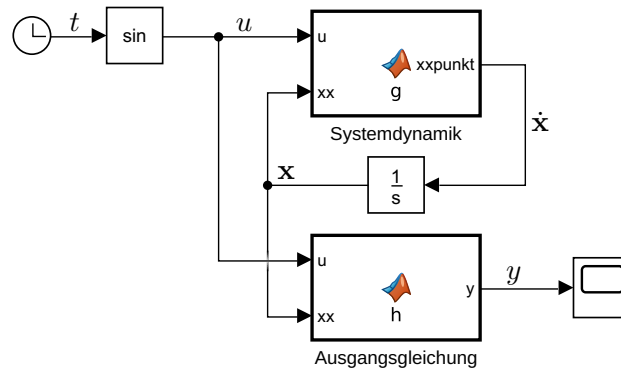 t
sin
u
u
xx
g
xxpunkt
Systemdynamik
ẋ
x
1
s
u
xx
h
y
y
Ausgangsgleichung